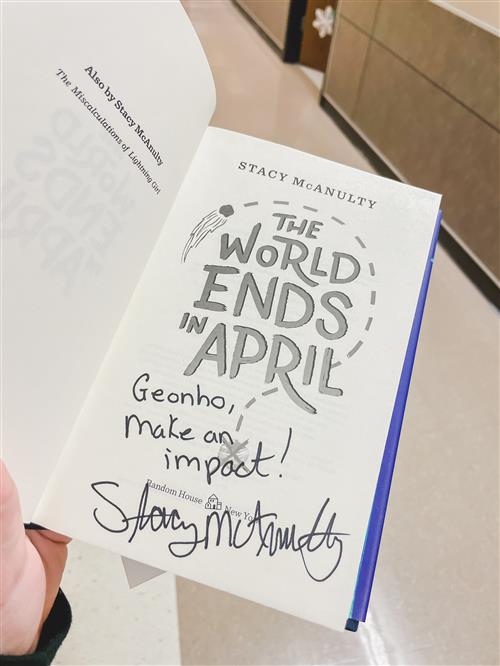 Also by Stacy McAnulty
The Miscalculations of Lightning Girl
STACY McANULTY
THE
WORLD
ENDS
IN
APRIL
Geonho,
make an
impact!
Random House New York
Stacy McAnulty